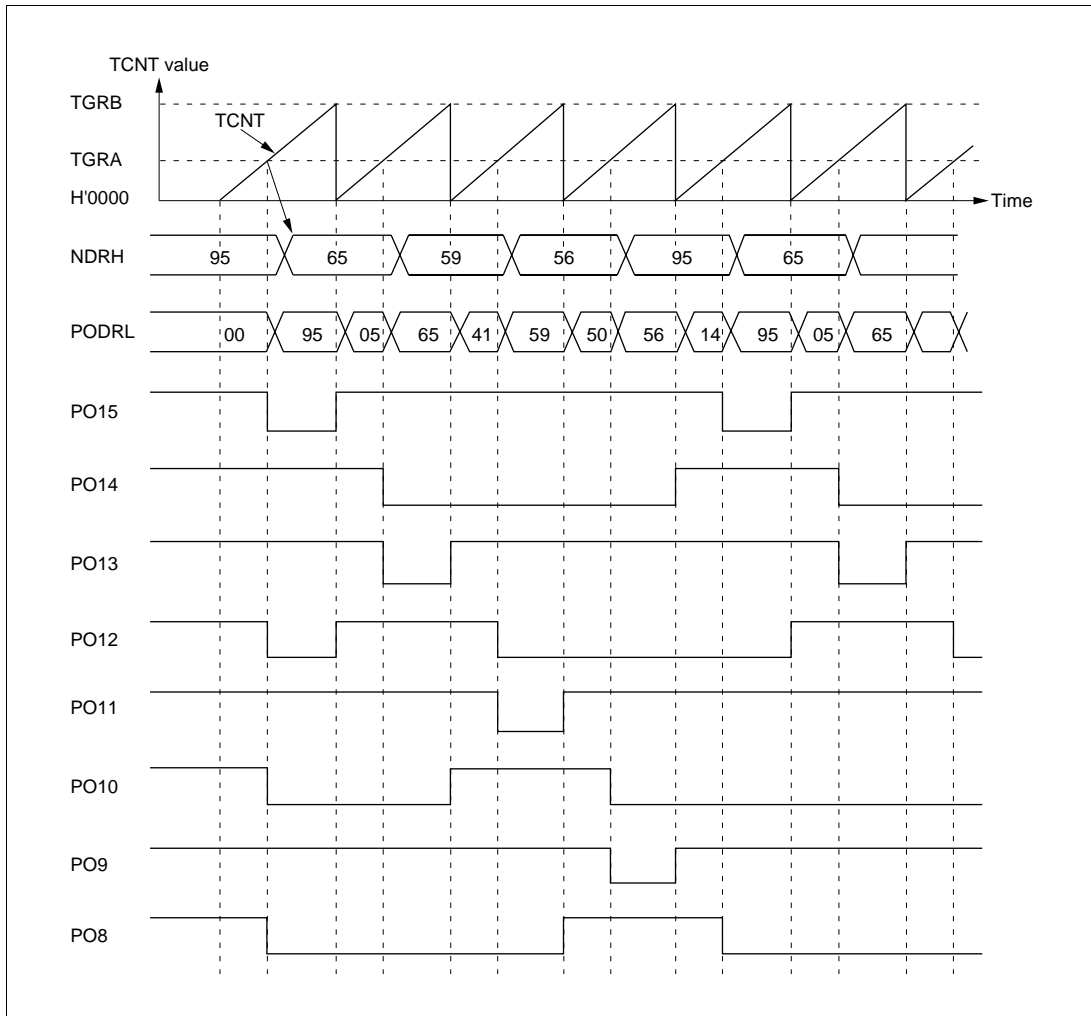 TCNT value
TGRB
TCNT
TGRA
H'0000
Time
NDRH 95 65 59 56 95 65
PODRL 00 95 05 65 41 59 50 56 14 95 05 65
PO15
PO14
PO13
PO12
PO11
PO10
PO9
PO8